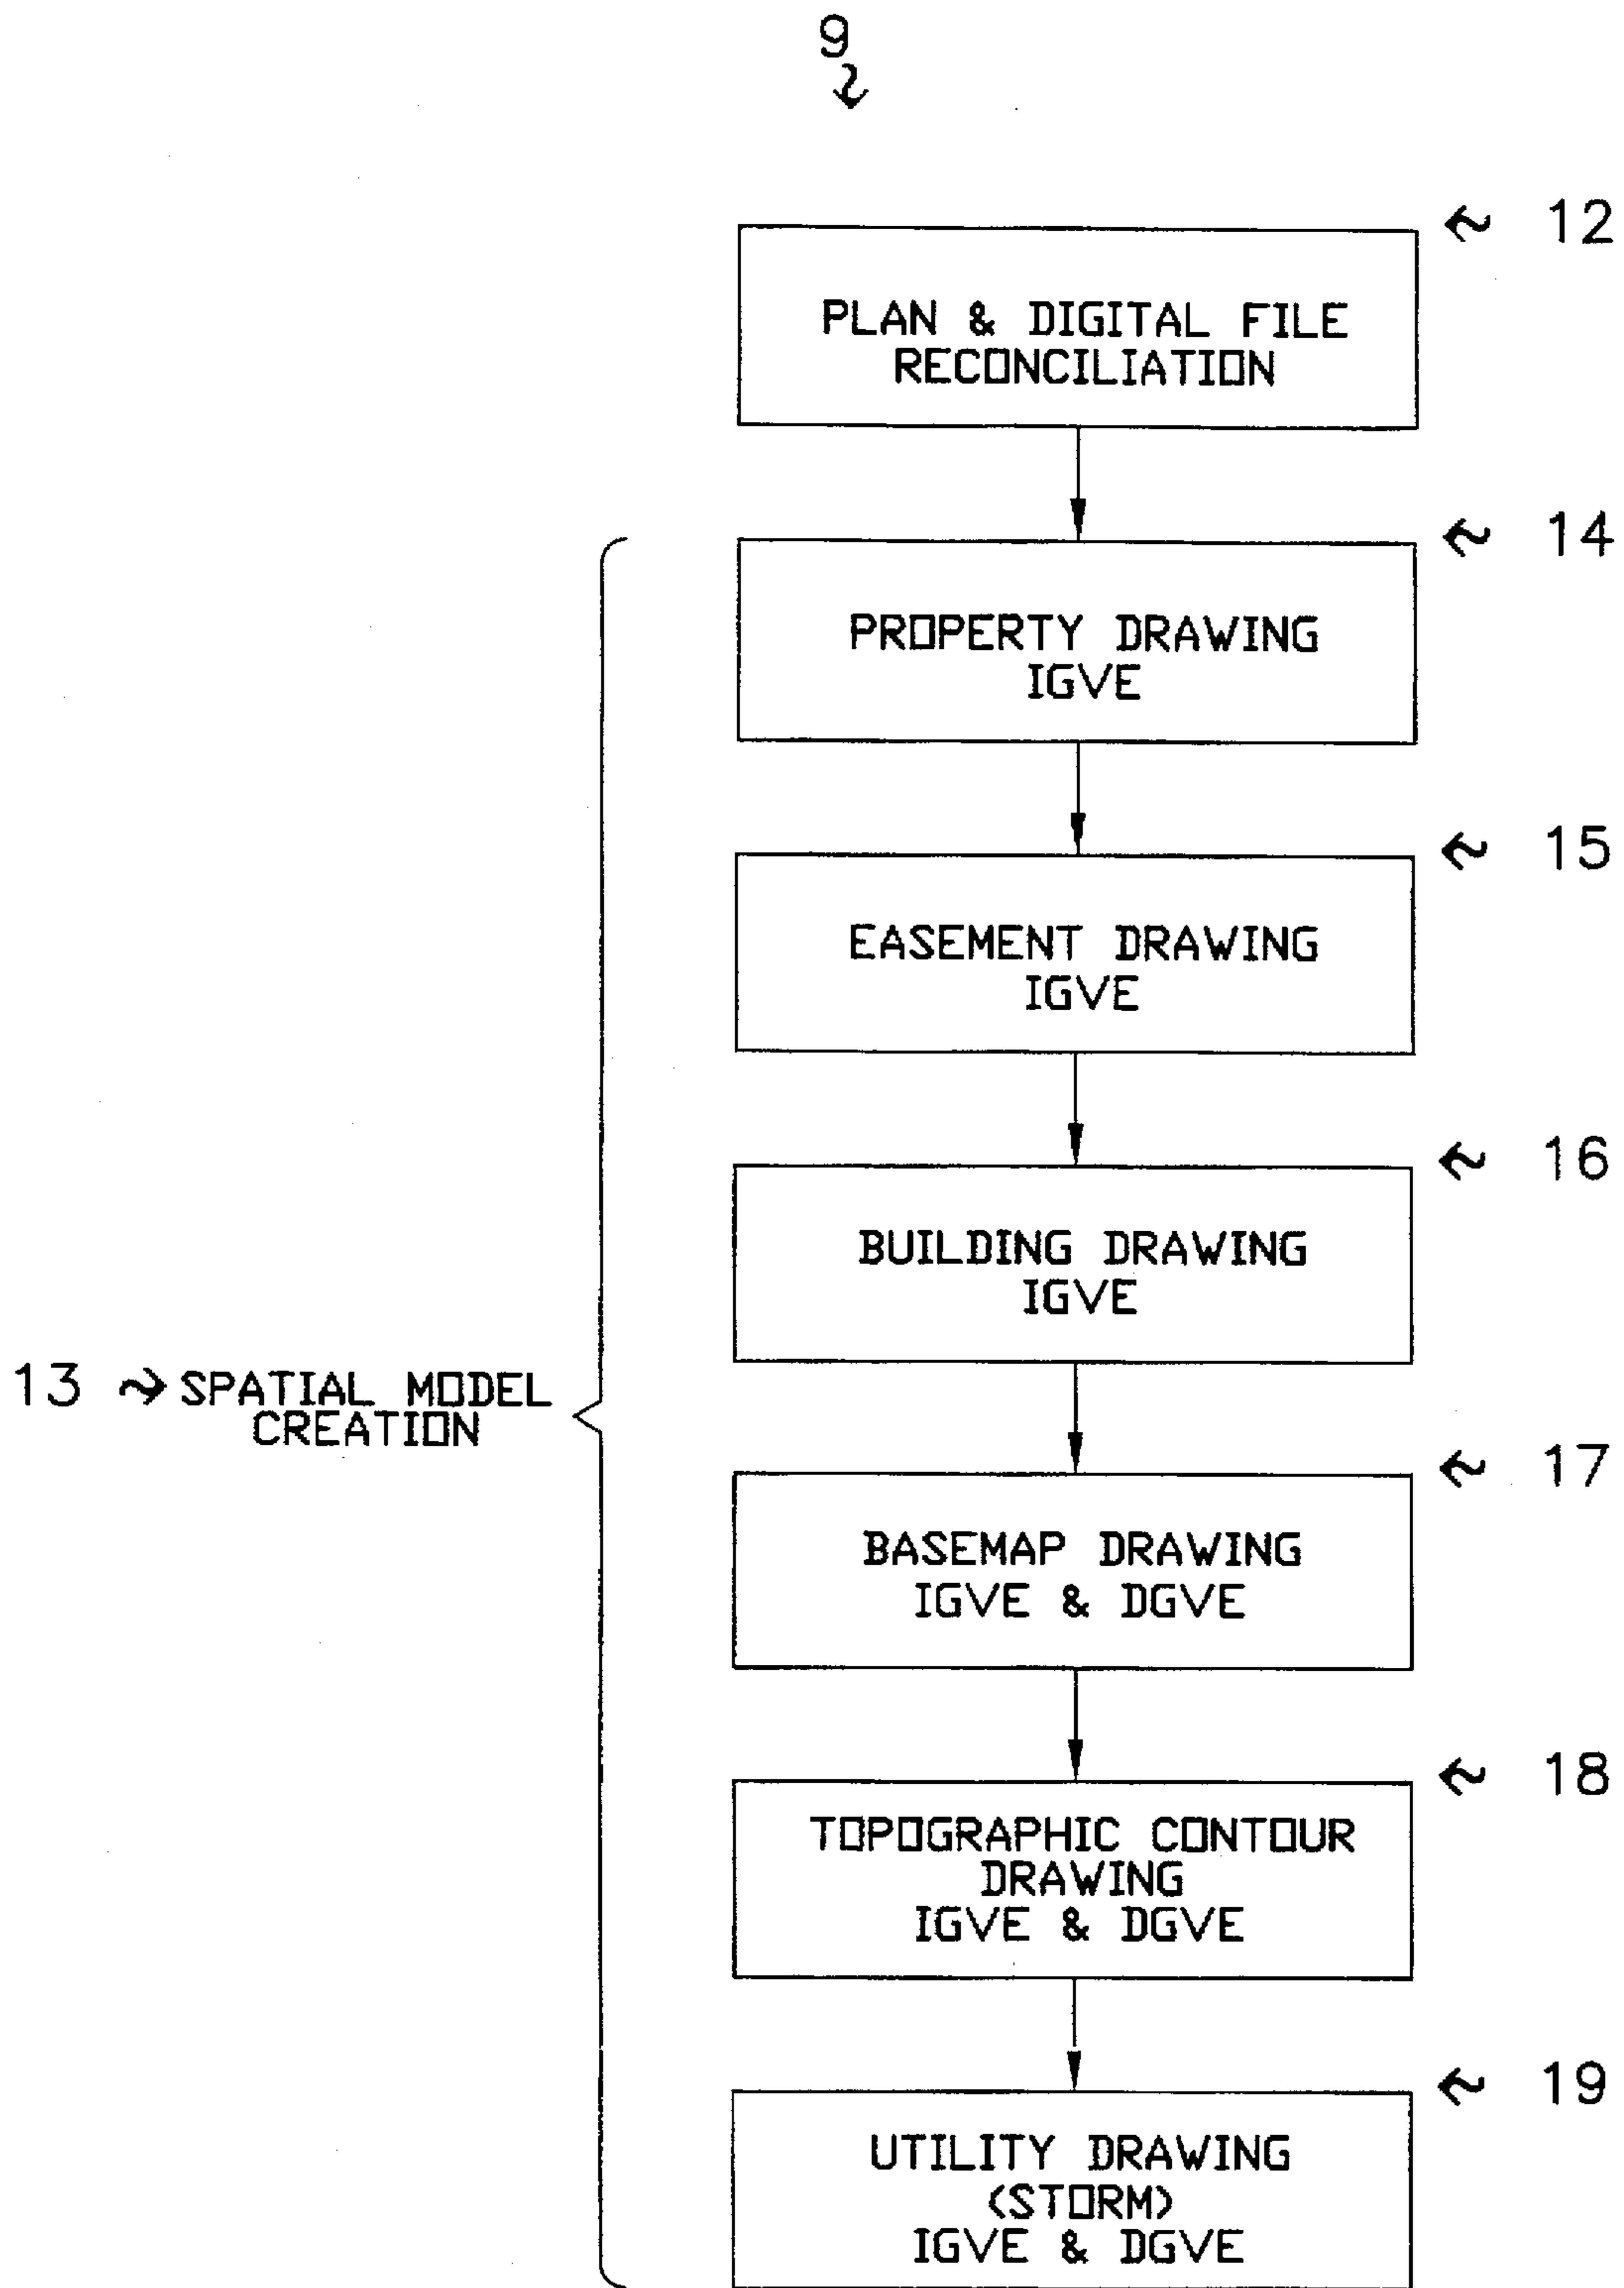 9
12
PLAN & DIGITAL FILE
RECONCILIATION
14
PROPERTY DRAWING
IGVE
15
EASEMENT DRAWING
IGVE
16
BUILDING DRAWING
IGVE
13 SPATIAL MODEL
CREATION
17
BASEMAP DRAWING
IGVE & DGVE
18
TOPOGRAPHIC CONTOUR
DRAWING
IGVE & DGVE
19
UTILITY DRAWING
(STORM)
IGVE & DGVE